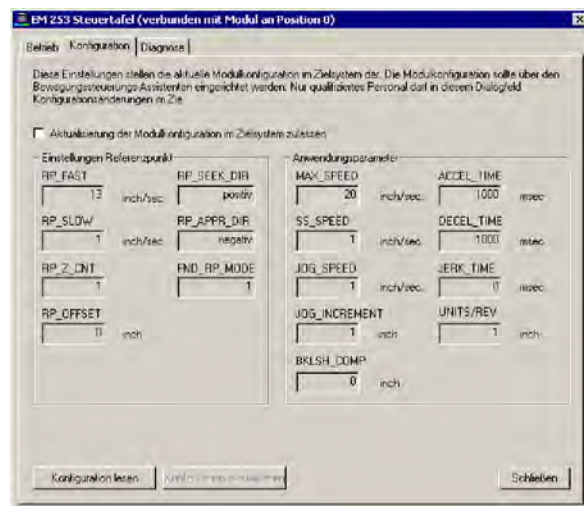 EM 253 Steuertafel (verbunden mit Modul an Position 0)
Betrieb Konfiguration Diagnose
Diese Einstellungen stellen die aktuelle Modulkonfiguration im Zielsystem dar. Die Modulkonfiguration sollte über den
Bewegungssteuerungs-Assistenten eingerichtet werden. Nur qualifiziertes Personal darf in diesem Dialogfeld
Konfigurationsänderungen im Zie
Aktualisierung der Modulkonfiguration im Zielsystem zulassen
Einstellungen Referenzpunkt
RP_FAST RP_SEEK_DIR
13 inch/sec. positiv
RP_SLOW RP_APPR_DIR
1 inch/sec. negativ
RP_Z_CNT FND_RP_MODE
1 1
RP_OFFSET
0 inch
Anwendungsparameter
MAX_SPEED ACCEL_TIME
20 inch/sec. 1000 msec
SS_SPEED DECEL_TIME
1 inch/sec. 1000 msec
JOG_SPEED JERK_TIME
1 inch/sec. 0 msec
JOG_INCREMENT UNITS/REV
1 inch 1 inch
BKLSH_COMP
0 inch
Konfiguration lesen Schließen